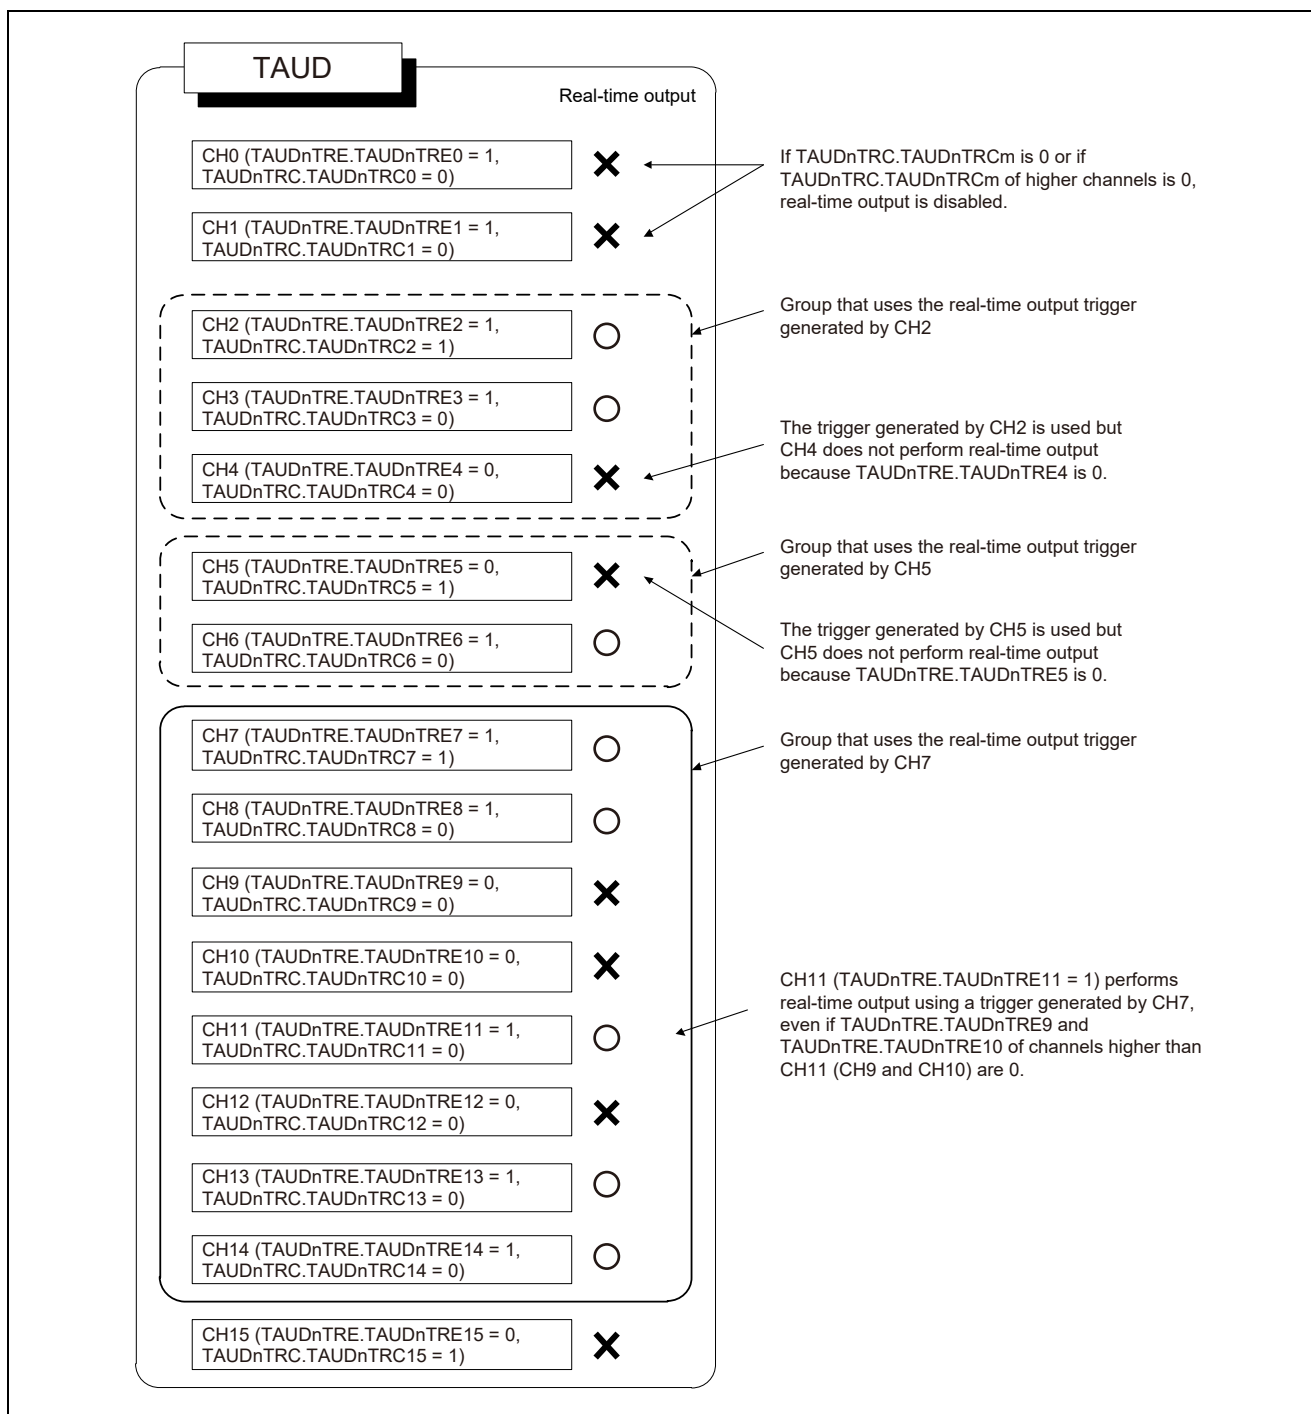 TAUD
Real-time output
CH0 (TAUDnTRE.TAUDnTRE0 = 1,
TAUDnTRC.TAUDnTRC0 = 0)
If TAUDnTRC.TAUDnTRCm is 0 or if
TAUDnTRC.TAUDnTRCm of higher channels is 0,
real-time output is disabled.
CH1 (TAUDnTRE.TAUDnTRE1 = 1,
TAUDnTRC.TAUDnTRC1 = 0)
Group that uses the real-time output trigger
generated by CH2
CH2 (TAUDnTRE.TAUDnTRE2 = 1,
TAUDnTRC.TAUDnTRC2 = 1)
CH3 (TAUDnTRE.TAUDnTRE3 = 1,
TAUDnTRC.TAUDnTRC3 = 0)
The trigger generated by CH2 is used but
CH4 does not perform real-time output
because TAUDnTRE.TAUDnTRE4 is 0.
CH4 (TAUDnTRE.TAUDnTRE4 = 0,
TAUDnTRC.TAUDnTRC4 = 0)
Group that uses the real-time output trigger
generated by CH5
CH5 (TAUDnTRE.TAUDnTRE5 = 0,
TAUDnTRC.TAUDnTRC5 = 1)
The trigger generated by CH5 is used but
CH5 does not perform real-time output
because TAUDnTRE.TAUDnTRE5 is 0.
CH6 (TAUDnTRE.TAUDnTRE6 = 1,
TAUDnTRC.TAUDnTRC6 = 0)
CH7 (TAUDnTRE.TAUDnTRE7 = 1,
TAUDnTRC.TAUDnTRC7 = 1)
Group that uses the real-time output trigger
generated by CH7
CH8 (TAUDnTRE.TAUDnTRE8 = 1,
TAUDnTRC.TAUDnTRC8 = 0)
CH9 (TAUDnTRE.TAUDnTRE9 = 0,
TAUDnTRC.TAUDnTRC9 = 0)
CH10 (TAUDnTRE.TAUDnTRE10 = 0,
TAUDnTRC.TAUDnTRC10 = 0)
CH11 (TAUDnTRE.TAUDnTRE11 = 1) performs
real-time output using a trigger generated by CH7,
even if TAUDnTRE.TAUDnTRE9 and
TAUDnTRE.TAUDnTRE10 of channels higher than
CH11 (CH9 and CH10) are 0.
CH11 (TAUDnTRE.TAUDnTRE11 = 1,
TAUDnTRC.TAUDnTRC11 = 0)
CH12 (TAUDnTRE.TAUDnTRE12 = 0,
TAUDnTRC.TAUDnTRC12 = 0)
CH13 (TAUDnTRE.TAUDnTRE13 = 1,
TAUDnTRC.TAUDnTRC13 = 0)
CH14 (TAUDnTRE.TAUDnTRE14 = 1,
TAUDnTRC.TAUDnTRC14 = 0)
CH15 (TAUDnTRE.TAUDnTRE15 = 0,
TAUDnTRC.TAUDnTRC15 = 1)